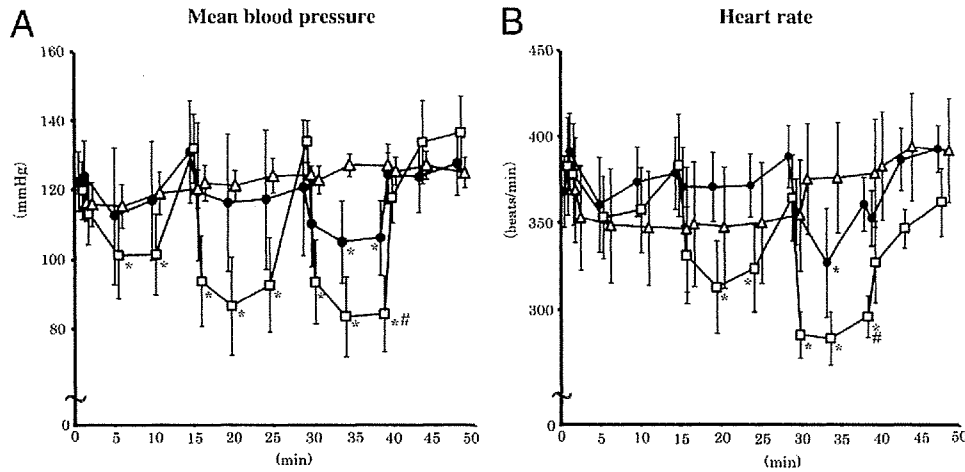 A
Mean blood pressure
160
140
120
100
80
0
(mmHg)
* * * * * * * * * *#
0 5 10 15 20 25 30 35 40 45 50
(min)
B
Heart rate
450
400
350
300
0
(beats/min)
* * * * * *
#
0 5 10 15 20 25 30 35 40 45 50
(min)